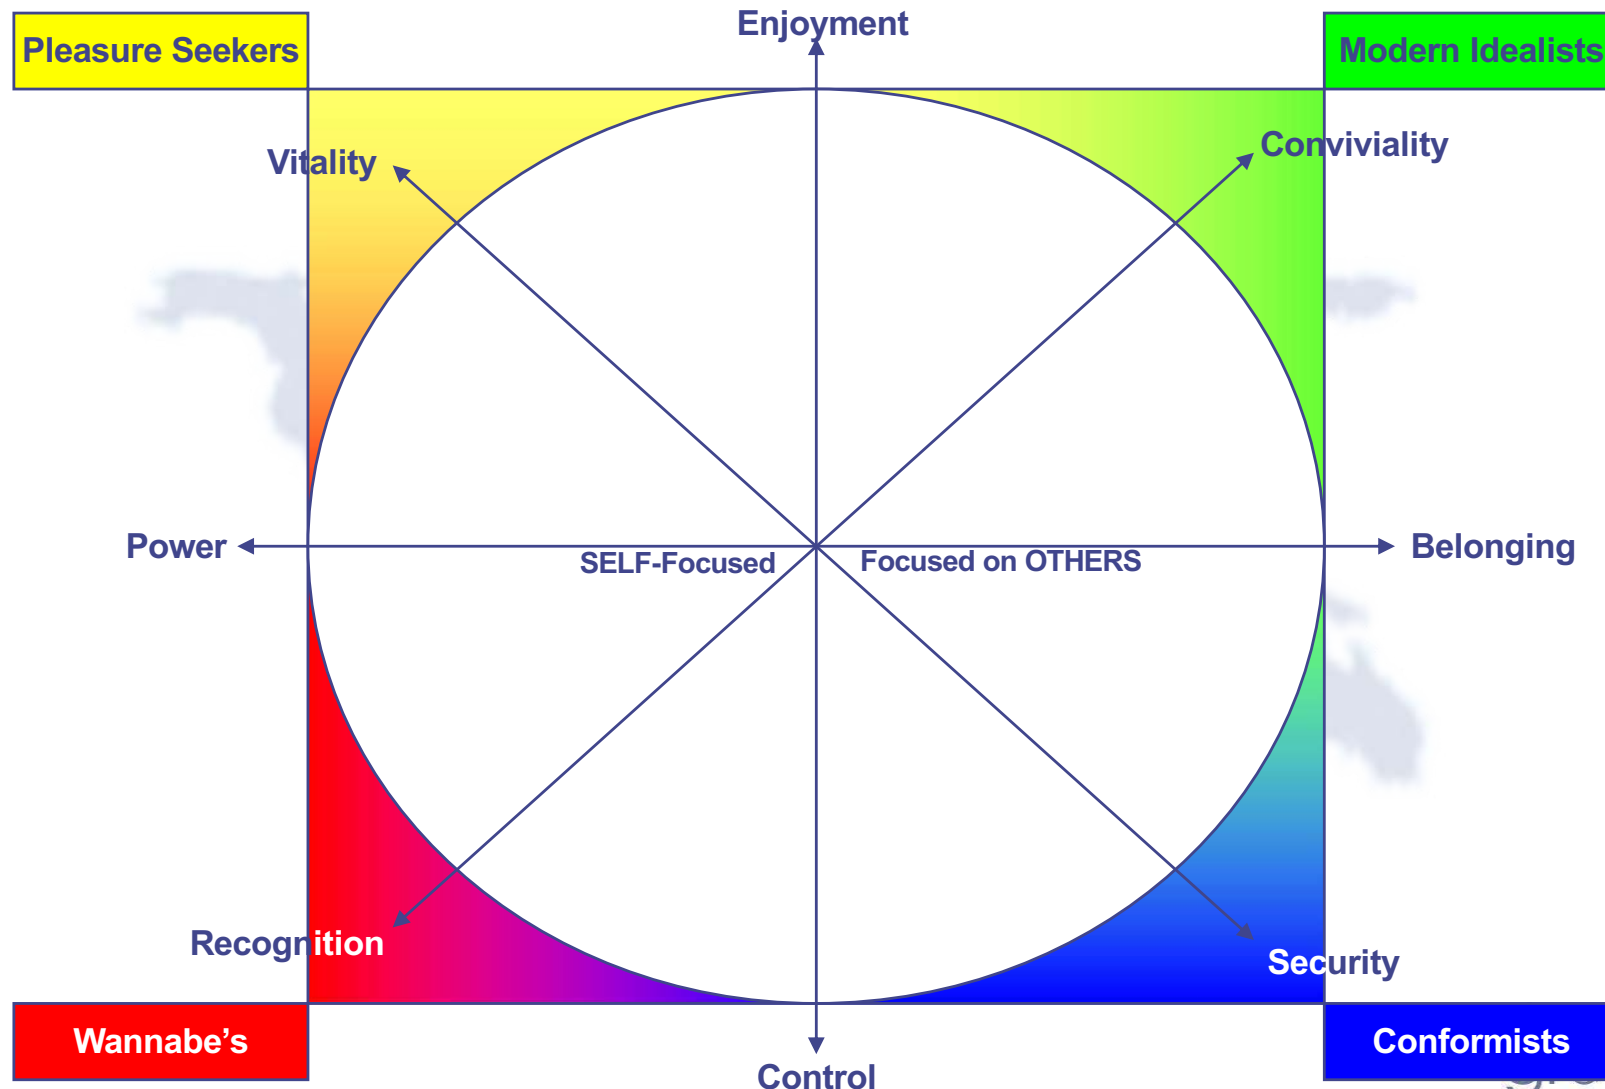 Enjoyment
Pleasure Seekers
Modern Idealists
Vitality
Conviviality
Power
SELF-Focused
Focused on OTHERS
Belonging
Recognition
Security
Wannabe’s
Conformists
Control